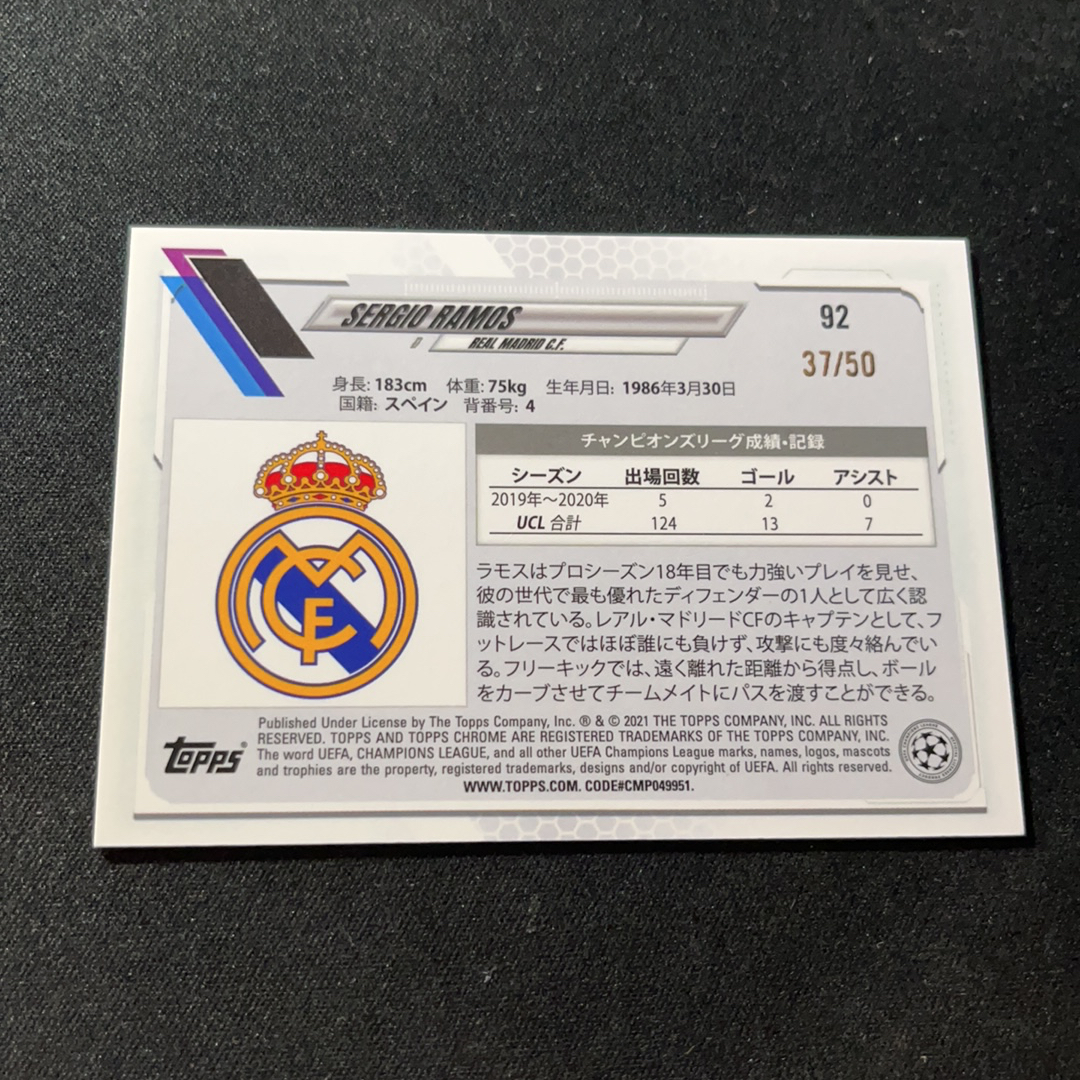 SERGIO RAMOS
92
D REAL MADRID C.F.
37/50
身長: 183cm 体重: 75kg 生年月日: 1986年3月30日
国籍: スペイン 背番号: 4
チャンピオンズリーグ成績・記録
シーズン 出場回数 ゴール アシスト
2019年～2020年 5 2 0
UCL 合計 124 13 7
ラモスはプロシーズン18年目でも力強いプレイを見せ、
彼の世代で最も優れたディフェンダーの1人として広く認
識されている。レアル・マドリードCFのキャプテンとして、フ
ットレースではほぼ誰にも負けず、攻撃にも度々絡んでい
る。フリーキックでは、遠く離れた距離から得点し、ボール
をカーブさせてチームメイトにパスを渡すことができる。
Published Under License by The Topps Company, Inc. ® & © 2021 THE TOPPS COMPANY, INC. ALL RIGHTS
RESERVED. TOPPS AND TOPPS CHROME ARE REGISTERED TRADEMARKS OF THE TOPPS COMPANY, INC.
The word UEFA, CHAMPIONS LEAGUE, and all other UEFA Champions League marks, names, logos, mascots
and trophies are the property, registered trademarks, designs and/or copyright of UEFA. All rights reserved.
WWW.TOPPS.COM. CODE#CMP049951.
TOPPS